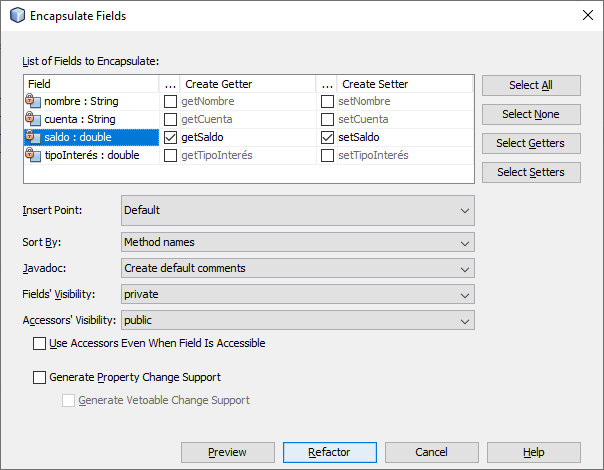 Encapsulate Fields
List of Fields to Encapsulate:
Field ... Create Getter ... Create Setter
nombre : String getNombre setNombre
cuenta : String getCuenta setCuenta
saldo : double getSaldo setSaldo
tipoInterés : double getTipoInterés setTipoInterés
Select All
Select None
Select Getters
Select Setters
Insert Point: Default
Sort By: Method names
Javadoc: Create default comments
Fields' Visibility: private
Accessors' Visibility: public
Use Accessors Even When Field Is Accessible
Generate Property Change Support
Generate Vetoable Change Support
Preview Refactor Cancel Help